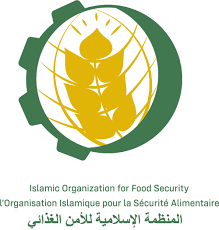 Islamic Organization for Food Security
l'Organisation Islamique pour la Sécurité Alimentaire
المنظمة الإسلامية للأمن الغذائي